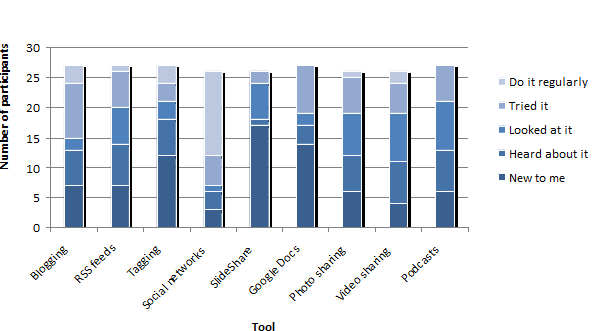 Number of participants
30
25
20
15
10
5
0
Blogging
RSS feeds
Tagging
Social networks
SlideShare
Google Docs
Photo sharing
Video sharing
Podcasts
Tool
Do it regularly
Tried it
Looked at it
Heard about it
New to me